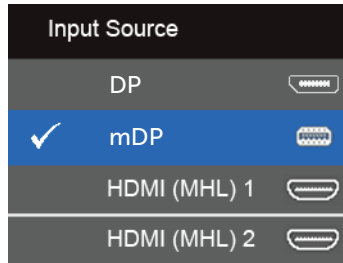 Input Source
DP
mDP
HDMI (MHL) 1
HDMI (MHL) 2